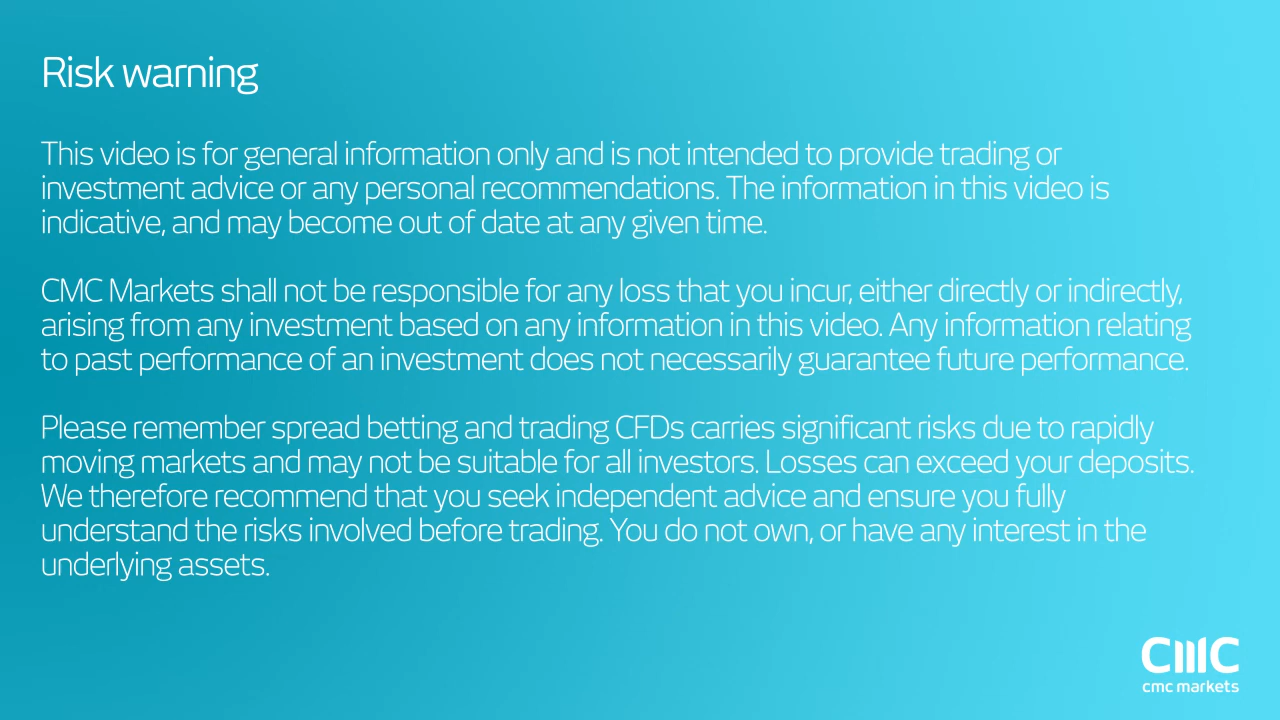 Risk warning
This video is for general information only and is not intended to provide trading or
investment advice or any personal recommendations. The information in this video is
indicative, and may become out of date at any given time.
CMC Markets shall not be responsible for any loss that you incur, either directly or indirectly,
arising from any investment based on any information in this video. Any information relating
to past performance of an investment does not necessarily guarantee future performance.
Please remember spread betting and trading CFDs carries significant risks due to rapidly
moving markets and may not be suitable for all investors. Losses can exceed your deposits.
We therefore recommend that you seek independent advice and ensure you fully
understand the risks involved before trading. You do not own, or have any interest in the
underlying assets.
CMC
cmc markets